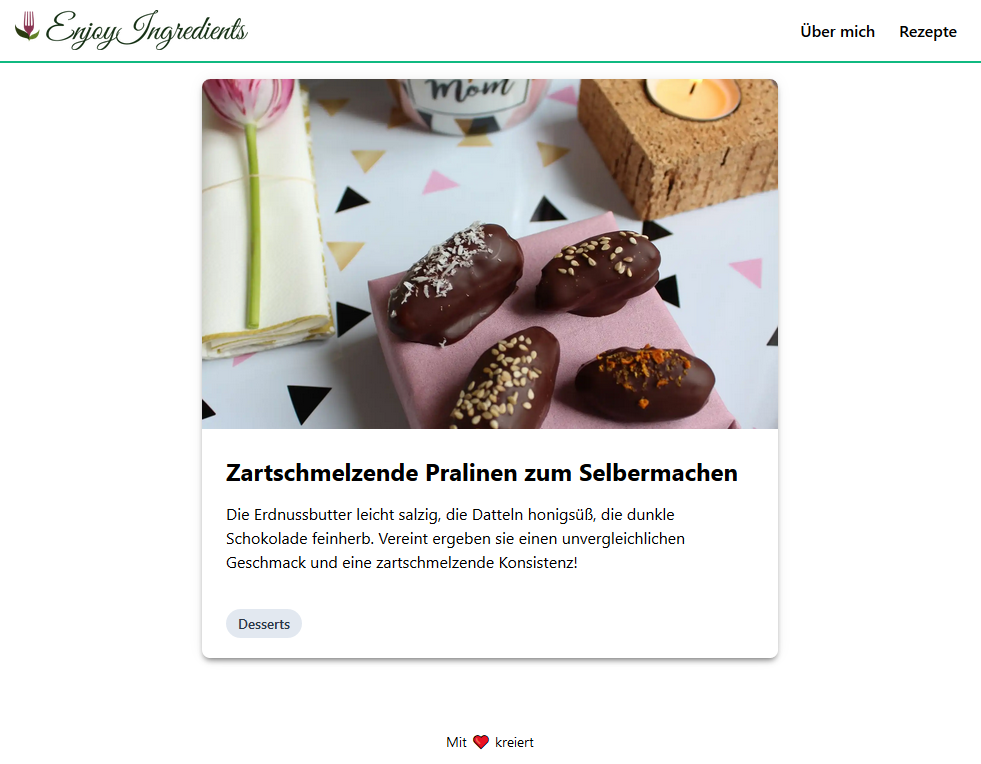 Enjoy Ingredients
Über mich
Rezepte
Mom
Zartschmelzende Pralinen zum Selbermachen
Die Erdnussbutter leicht salzig, die Datteln honigsüß, die dunkle
Schokolade feinherb. Vereint ergeben sie einen unvergleichlichen
Geschmack und eine zartschmelzende Konsistenz!
Desserts
Mit ❤ kreiert